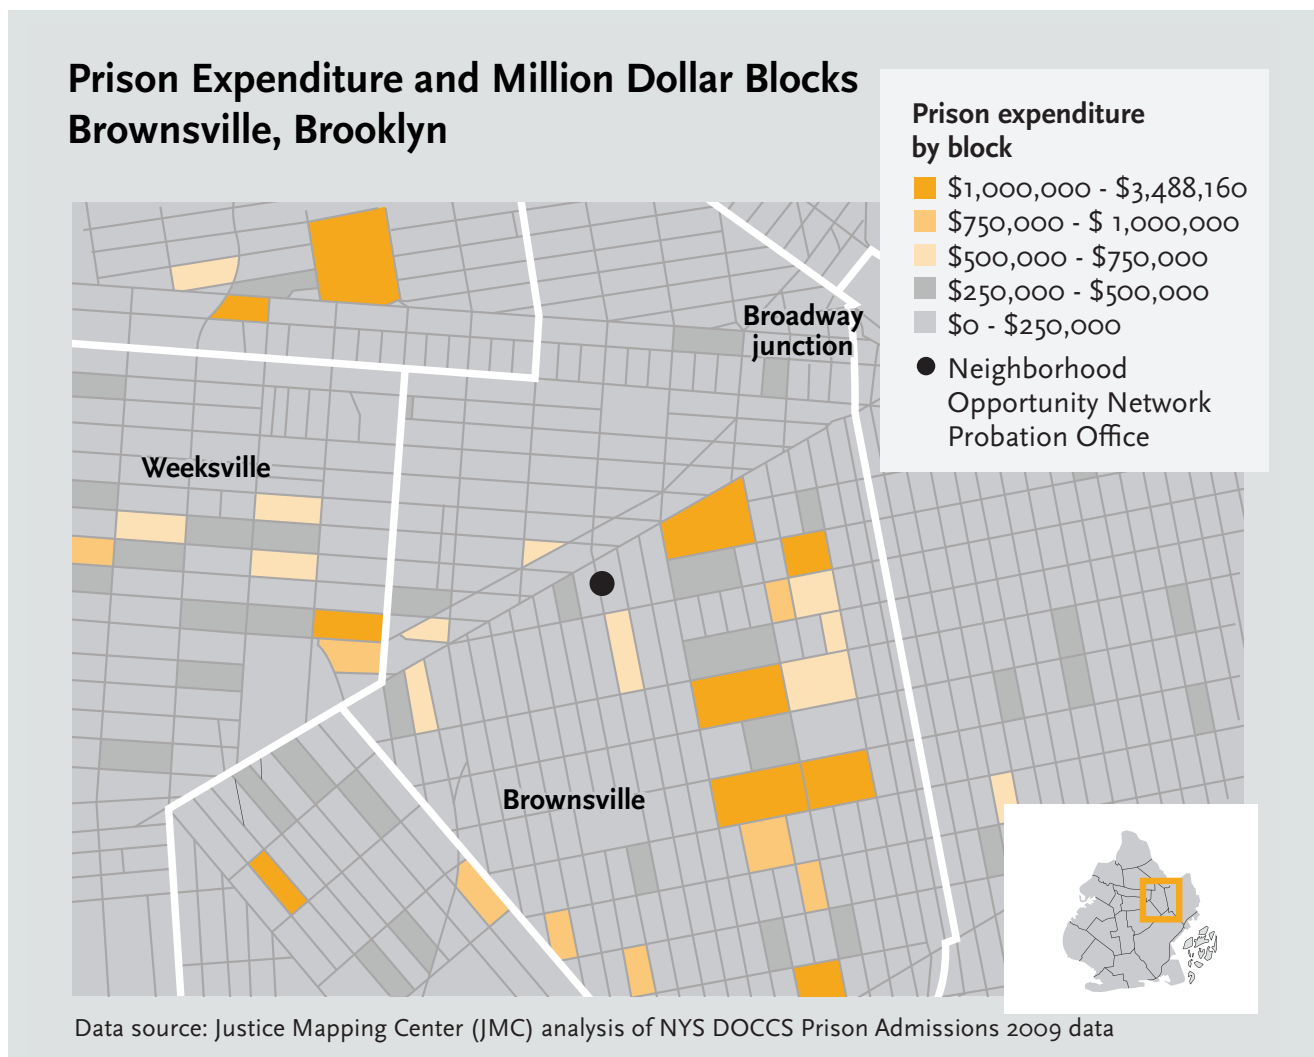 Prison Expenditure and Million Dollar Blocks
Brownsville, Brooklyn
Prison expenditure
by block
$1,000,000 - $3,488,160
$750,000 - $ 1,000,000
$500,000 - $750,000
$250,000 - $500,000
$0 - $250,000
Neighborhood
Opportunity Network
Probation Office
Broadway
junction
Weeksville
Brownsville
Data source: Justice Mapping Center (JMC) analysis of NYS DOCCS Prison Admissions 2009 data